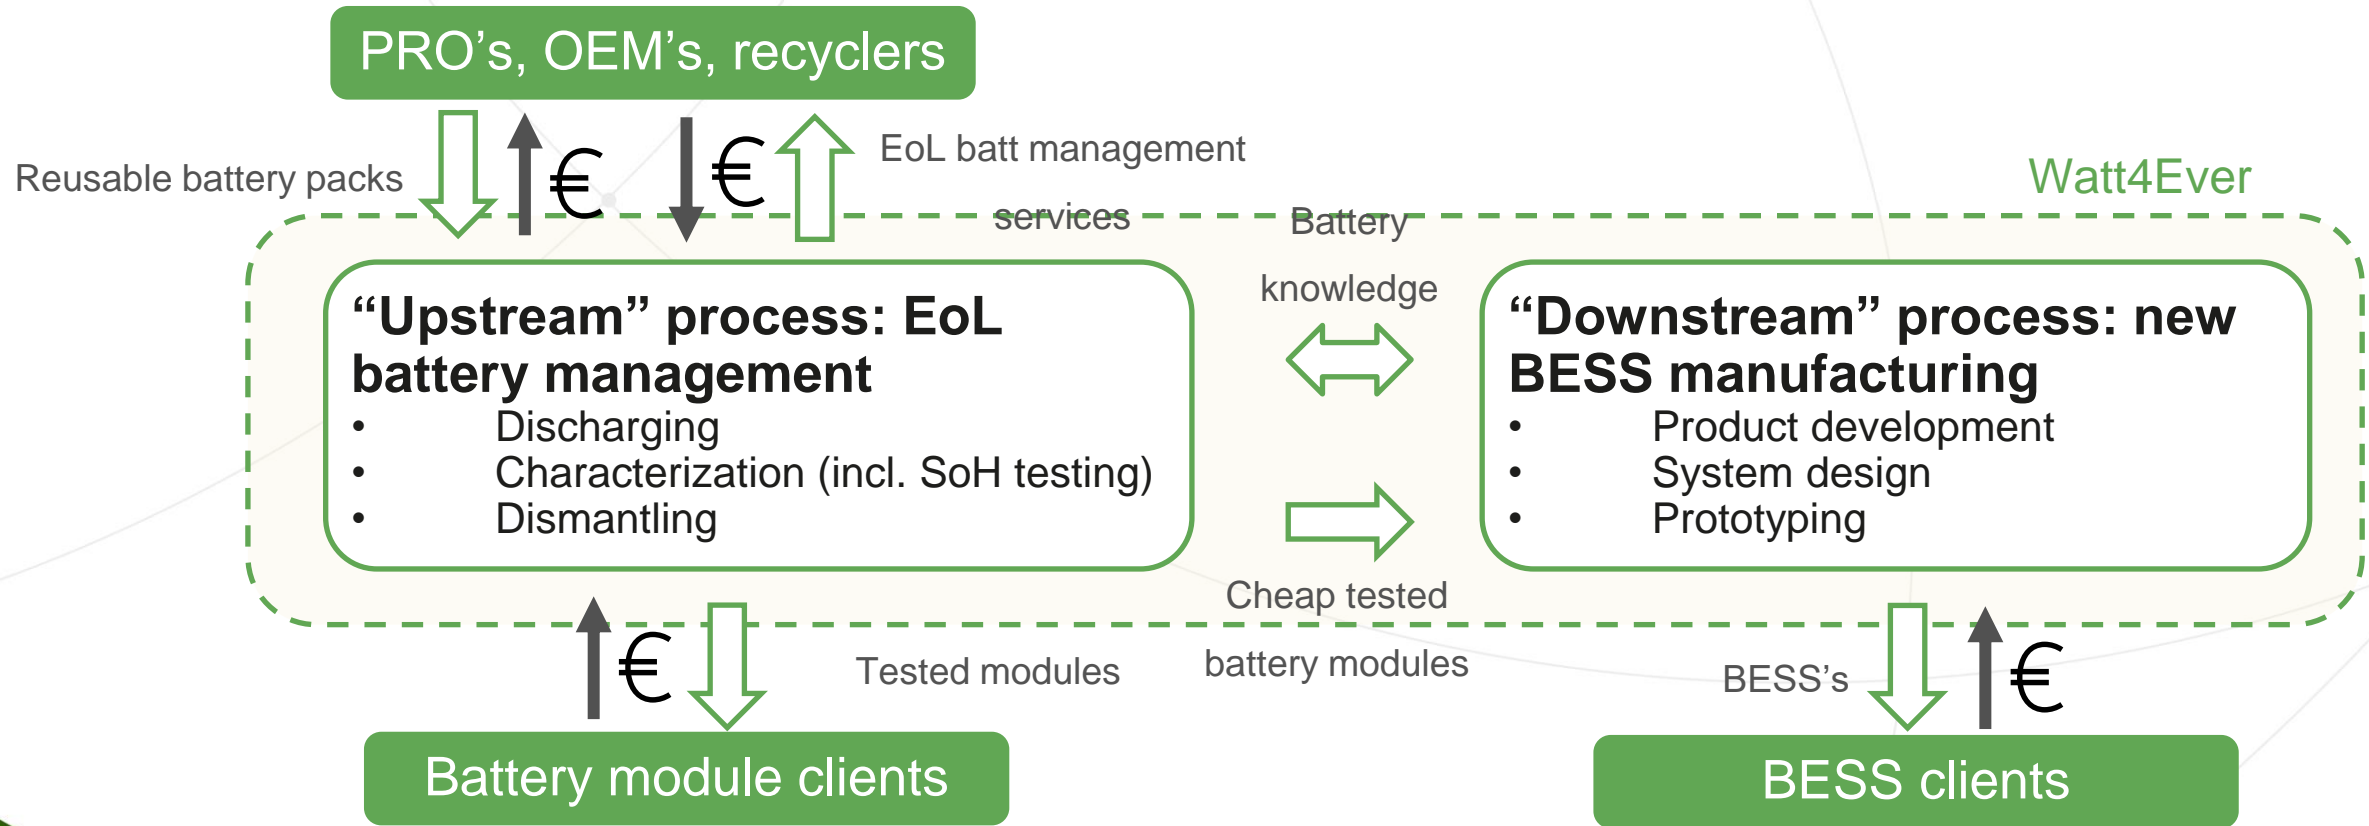 PRO’s, OEM’s, recyclers
Reusable battery packs
€
€
EoL batt management
services
Watt4Ever
Battery
knowledge
“Upstream” process: EoL
battery management
• Discharging
• Characterization (incl. SoH testing)
• Dismantling
“Downstream” process: new
BESS manufacturing
• Product development
• System design
• Prototyping
Cheap tested
battery modules
€
Tested modules
BESS’s
€
Battery module clients
BESS clients